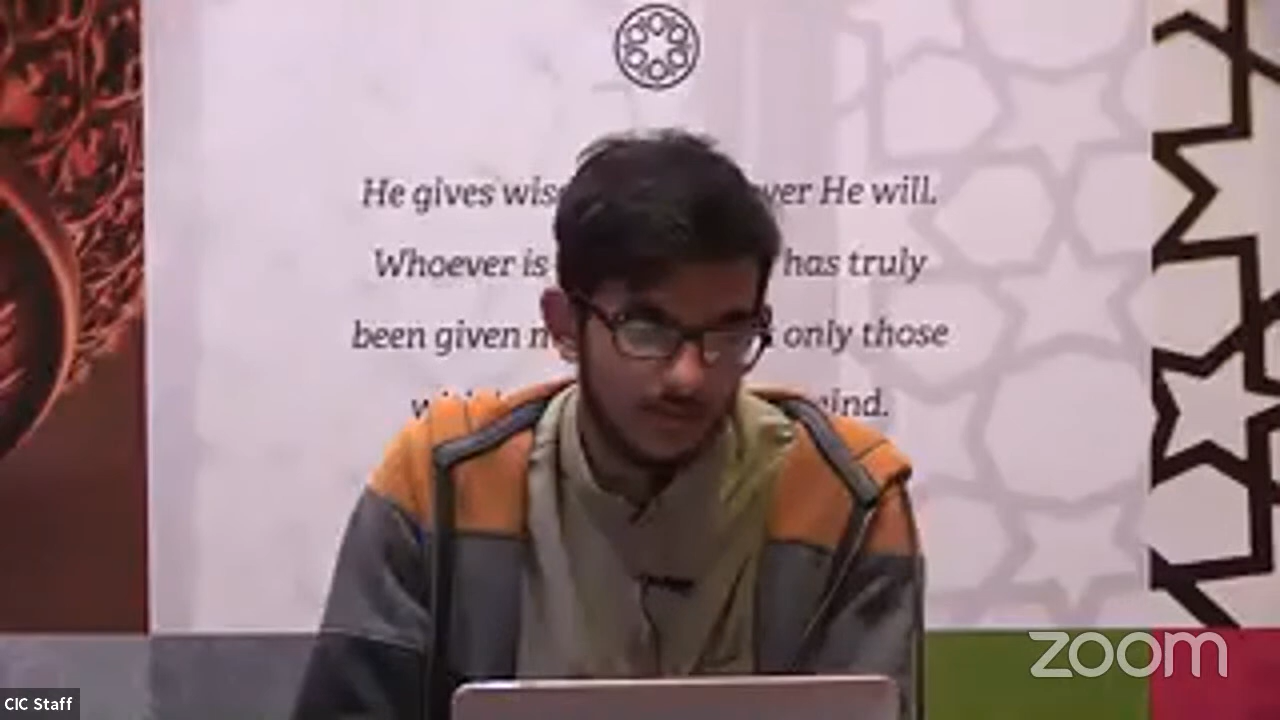 He gives wis ver He will.
Whoever is has truly
been given only those
ind.
CIC Staff
zoom